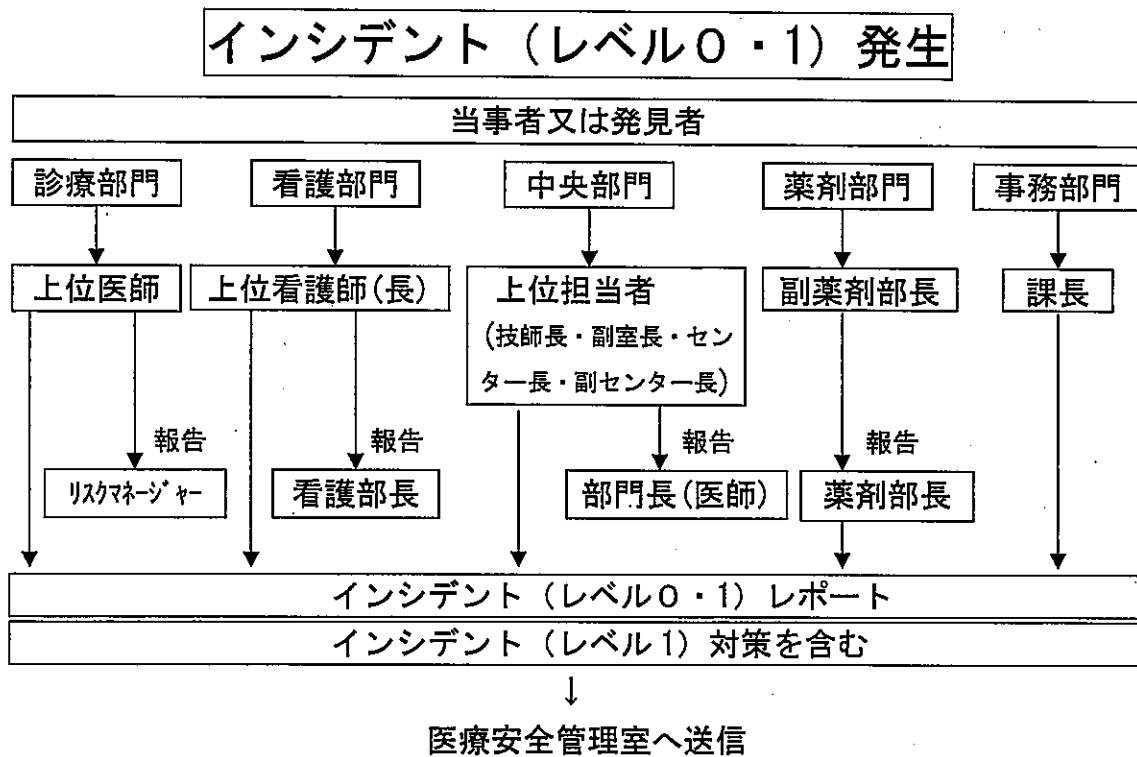 インシデント（レベル０・１）発生
当事者又は発見者
診療部門
看護部門
中央部門
薬剤部門
事務部門
上位医師
上位看護師（長）
上位担当者
（技師長・副室長・セン
ター長・副センター長）
副薬剤部長
課長
報告
報告
報告
報告
ﾘｽｸﾏﾈｰｼﾞｬｰ
看護部長
部門長（医師）
薬剤部長
インシデント（レベル０・１）レポート
インシデント（レベル１）対策を含む
↓
医療安全管理室へ送信